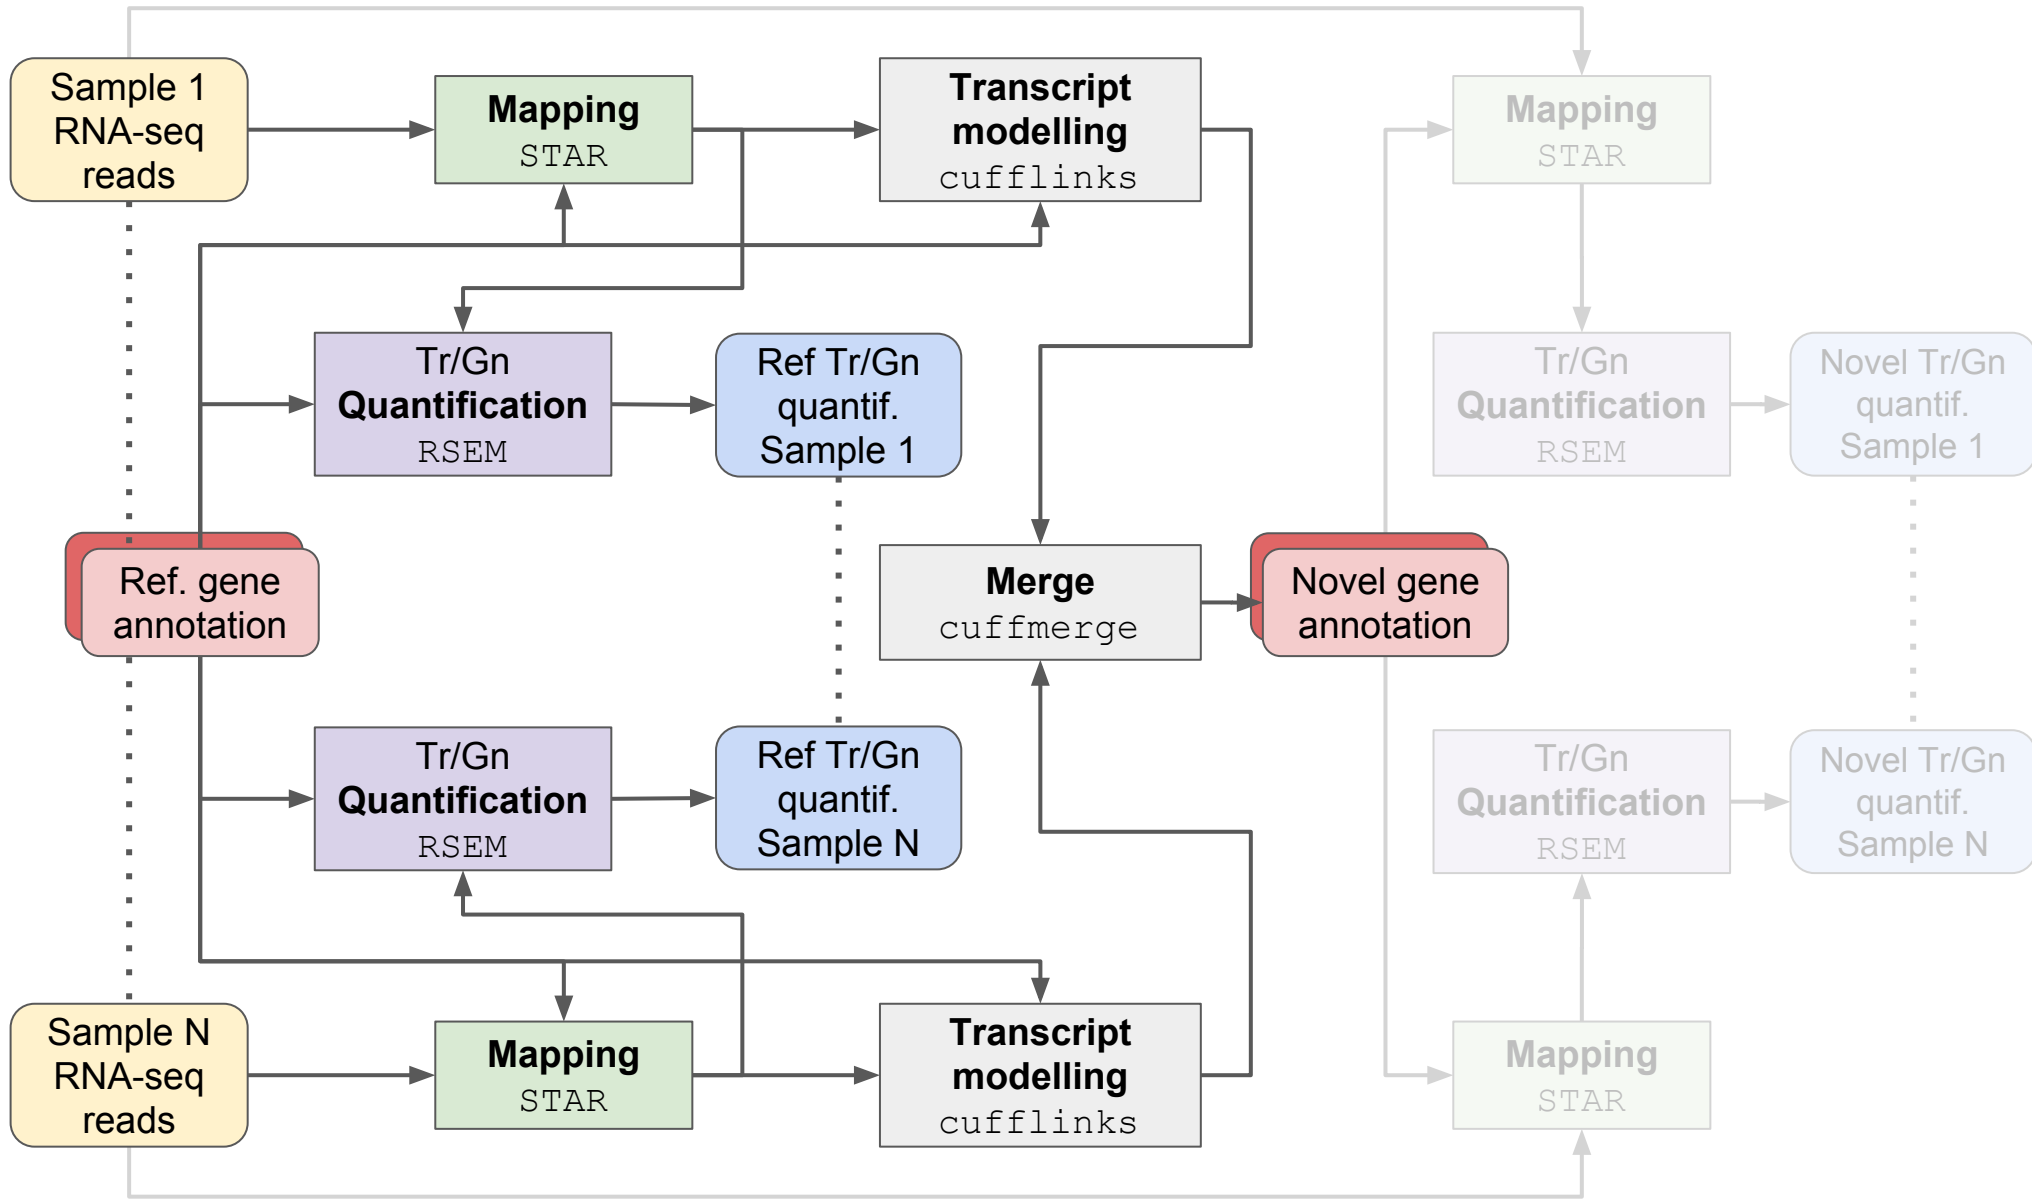 Sample 1
RNA-seq
reads
Mapping
STAR
Transcript
modelling
cufflinks
Mapping
STAR
Tr/Gn
Quantification
RSEM
Ref Tr/Gn
quantif.
Sample 1
Tr/Gn
Quantification
RSEM
Novel Tr/Gn
quantif.
Sample 1
Ref. gene
annotation
Merge
cuffmerge
Novel gene
annotation
Tr/Gn
Quantification
RSEM
Ref Tr/Gn
quantif.
Sample N
Tr/Gn
Quantification
RSEM
Novel Tr/Gn
quantif.
Sample N
Sample N
RNA-seq
reads
Mapping
STAR
Transcript
modelling
cufflinks
Mapping
STAR